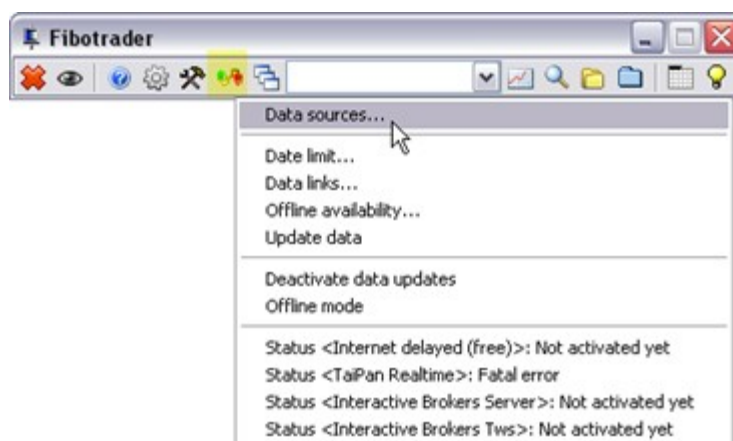 Fibotrader
Data sources...
Date limit...
Data links...
Offline availability...
Update data
Deactivate data updates
Offline mode
Status <Internet delayed (free)>: Not activated yet
Status <TaiPan Realtime>: Fatal error
Status <Interactive Brokers Server>: Not activated yet
Status <Interactive Brokers Tws>: Not activated yet